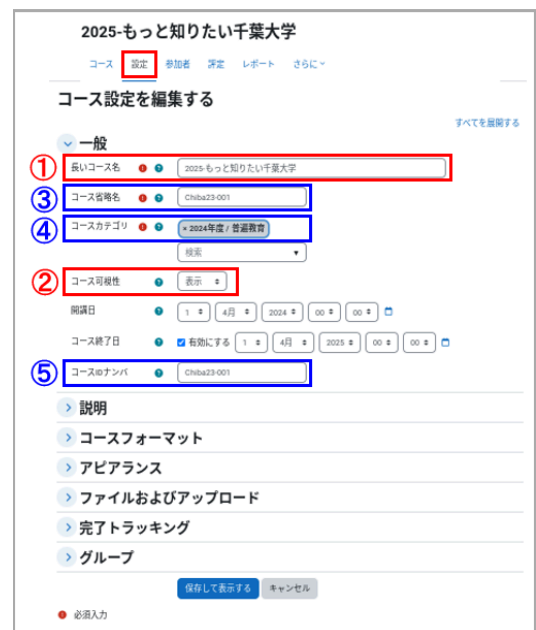 2025-もっと知りたい千葉大学
コース 設定 参加者 評定 レポート さらに
コース設定を編集する
すべてを展開する
一般
① 長いコース名 2025-もっと知りたい千葉大学
③ コース省略名 Chiba23-001
④ コースカテゴリ × 2024年度 / 普遍教育
検索 ▼
② コース可視性 表示
開講日 1 4月 2024 00 00
コース終了日 有効にする 1 4月 2025 00 00
⑤ コースIDナンバ Chiba23-001
説明
コースフォーマット
アピアランス
ファイルおよびアップロード
完了トラッキング
グループ
保存して表示する キャンセル
必須入力